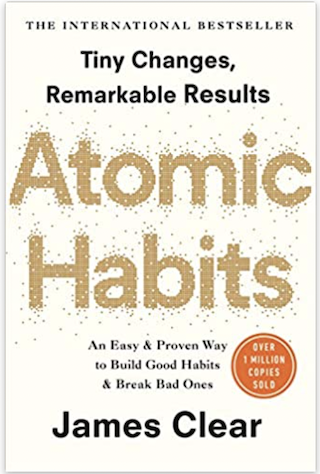 THE INTERNATIONAL BESTSELLER
Tiny Changes,
Remarkable Results
Atomic
Habits
An Easy & Proven Way
to Build Good Habits
& Break Bad Ones
OVER
1 MILLION
COPIES
SOLD
James Clear